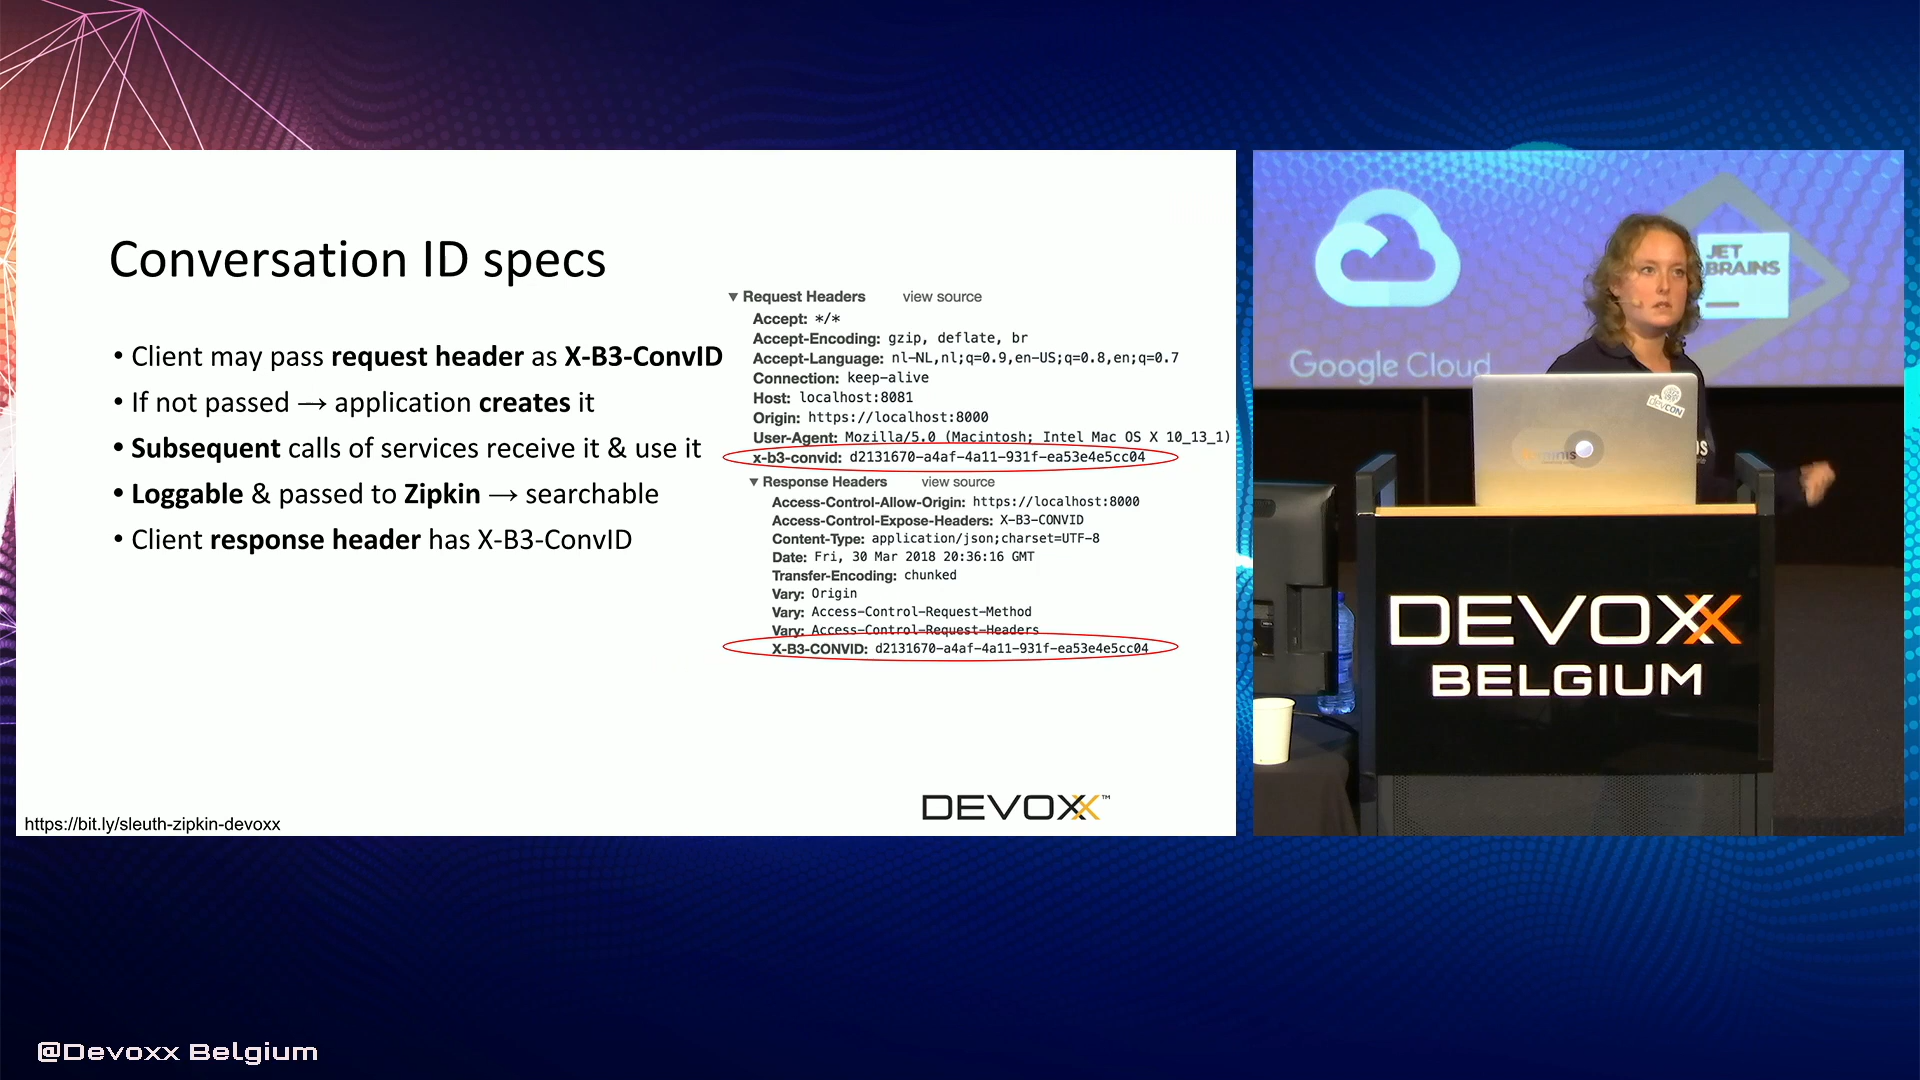 Conversation ID specs
• Client may pass request header as X-B3-ConvID
• If not passed → application creates it
• Subsequent calls of services receive it & use it
• Loggable & passed to Zipkin → searchable
• Client response header has X-B3-ConvID
▼ Request Headers view source
Accept: */*
Accept-Encoding: gzip, deflate, br
Accept-Language: nl-NL,nl;q=0.9,en-US;q=0.8,en;q=0.7
Connection: keep-alive
Host: localhost:8081
Origin: https://localhost:8000
User-Agent: Mozilla/5.0 (Macintosh; Intel Mac OS X 10_13_1)
x-b3-convid: d2131670-a4af-4a11-931f-ea53e4e5cc04
▼ Response Headers view source
Access-Control-Allow-Origin: https://localhost:8000
Access-Control-Expose-Headers: X-B3-CONVID
Content-Type: application/json;charset=UTF-8
Date: Fri, 30 Mar 2018 20:36:16 GMT
Transfer-Encoding: chunked
Vary: Origin
Vary: Access-Control-Request-Method
Vary: Access-Control-Request-Headers
X-B3-CONVID: d2131670-a4af-4a11-931f-ea53e4e5cc04
DEVOXX™
https://bit.ly/sleuth-zipkin-devoxx
JET
BRAINS
Google Cloud
devcon
DEVOXX
BELGIUM
@Devoxx Belgium